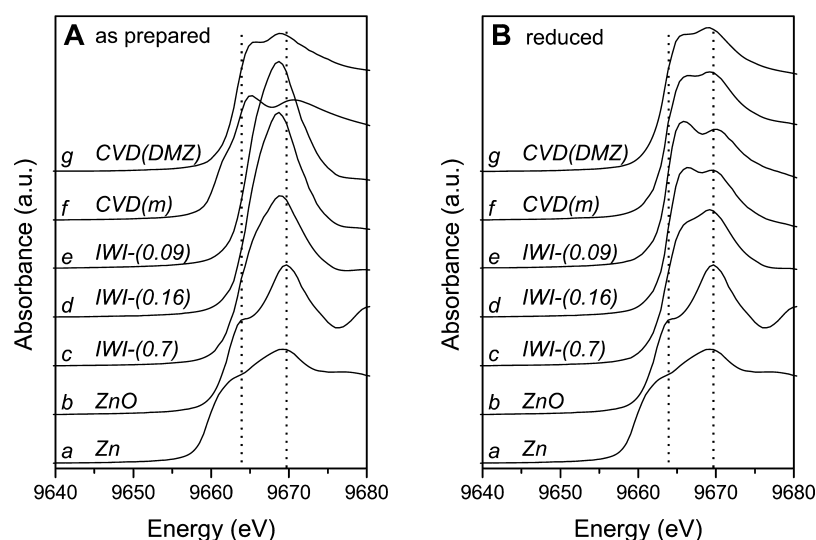 A as prepared
g CVD(DMZ)
f CVD(m)
e IWI-(0.09)
d IWI-(0.16)
c IWI-(0.7)
b ZnO
a Zn
Absorbance (a.u.)
9640 9650 9660 9670 9680
Energy (eV)
B reduced
g CVD(DMZ)
f CVD(m)
e IWI-(0.09)
d IWI-(0.16)
c IWI-(0.7)
b ZnO
a Zn
Absorbance (a.u.)
9640 9650 9660 9670 9680
Energy (eV)